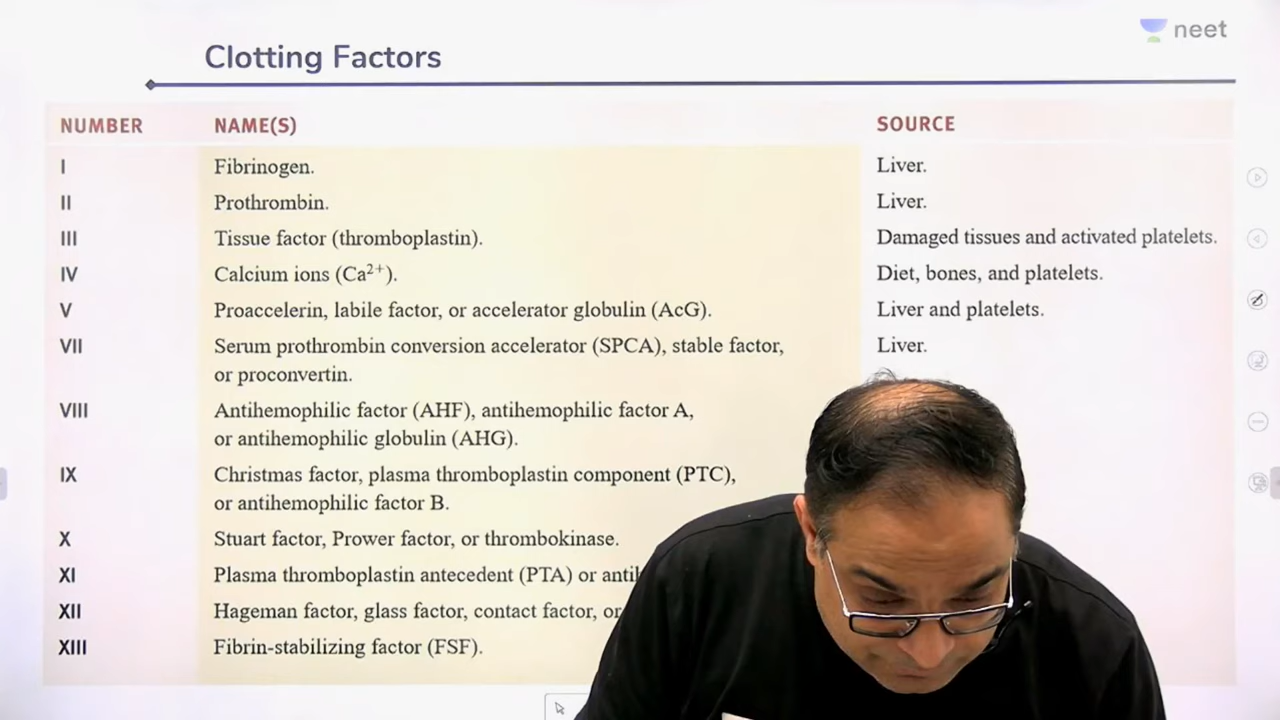 neet
Clotting Factors
NUMBER NAME(S) SOURCE
I Fibrinogen. Liver.
II Prothrombin. Liver.
III Tissue factor (thromboplastin). Damaged tissues and activated platelets.
IV Calcium ions (Ca²⁺). Diet, bones, and platelets.
V Proaccelerin, labile factor, or accelerator globulin (AcG). Liver and platelets.
VII Serum prothrombin conversion accelerator (SPCA), stable factor, Liver.
or proconvertin.
VIII Antihemophilic factor (AHF), antihemophilic factor A,
or antihemophilic globulin (AHG).
IX Christmas factor, plasma thromboplastin component (PTC),
or antihemophilic factor B.
X Stuart factor, Prower factor, or thrombokinase.
XI Plasma thromboplastin antecedent (PTA) or
XII Hageman factor, glass factor, contact factor, or
XIII Fibrin-stabilizing factor (FSF).